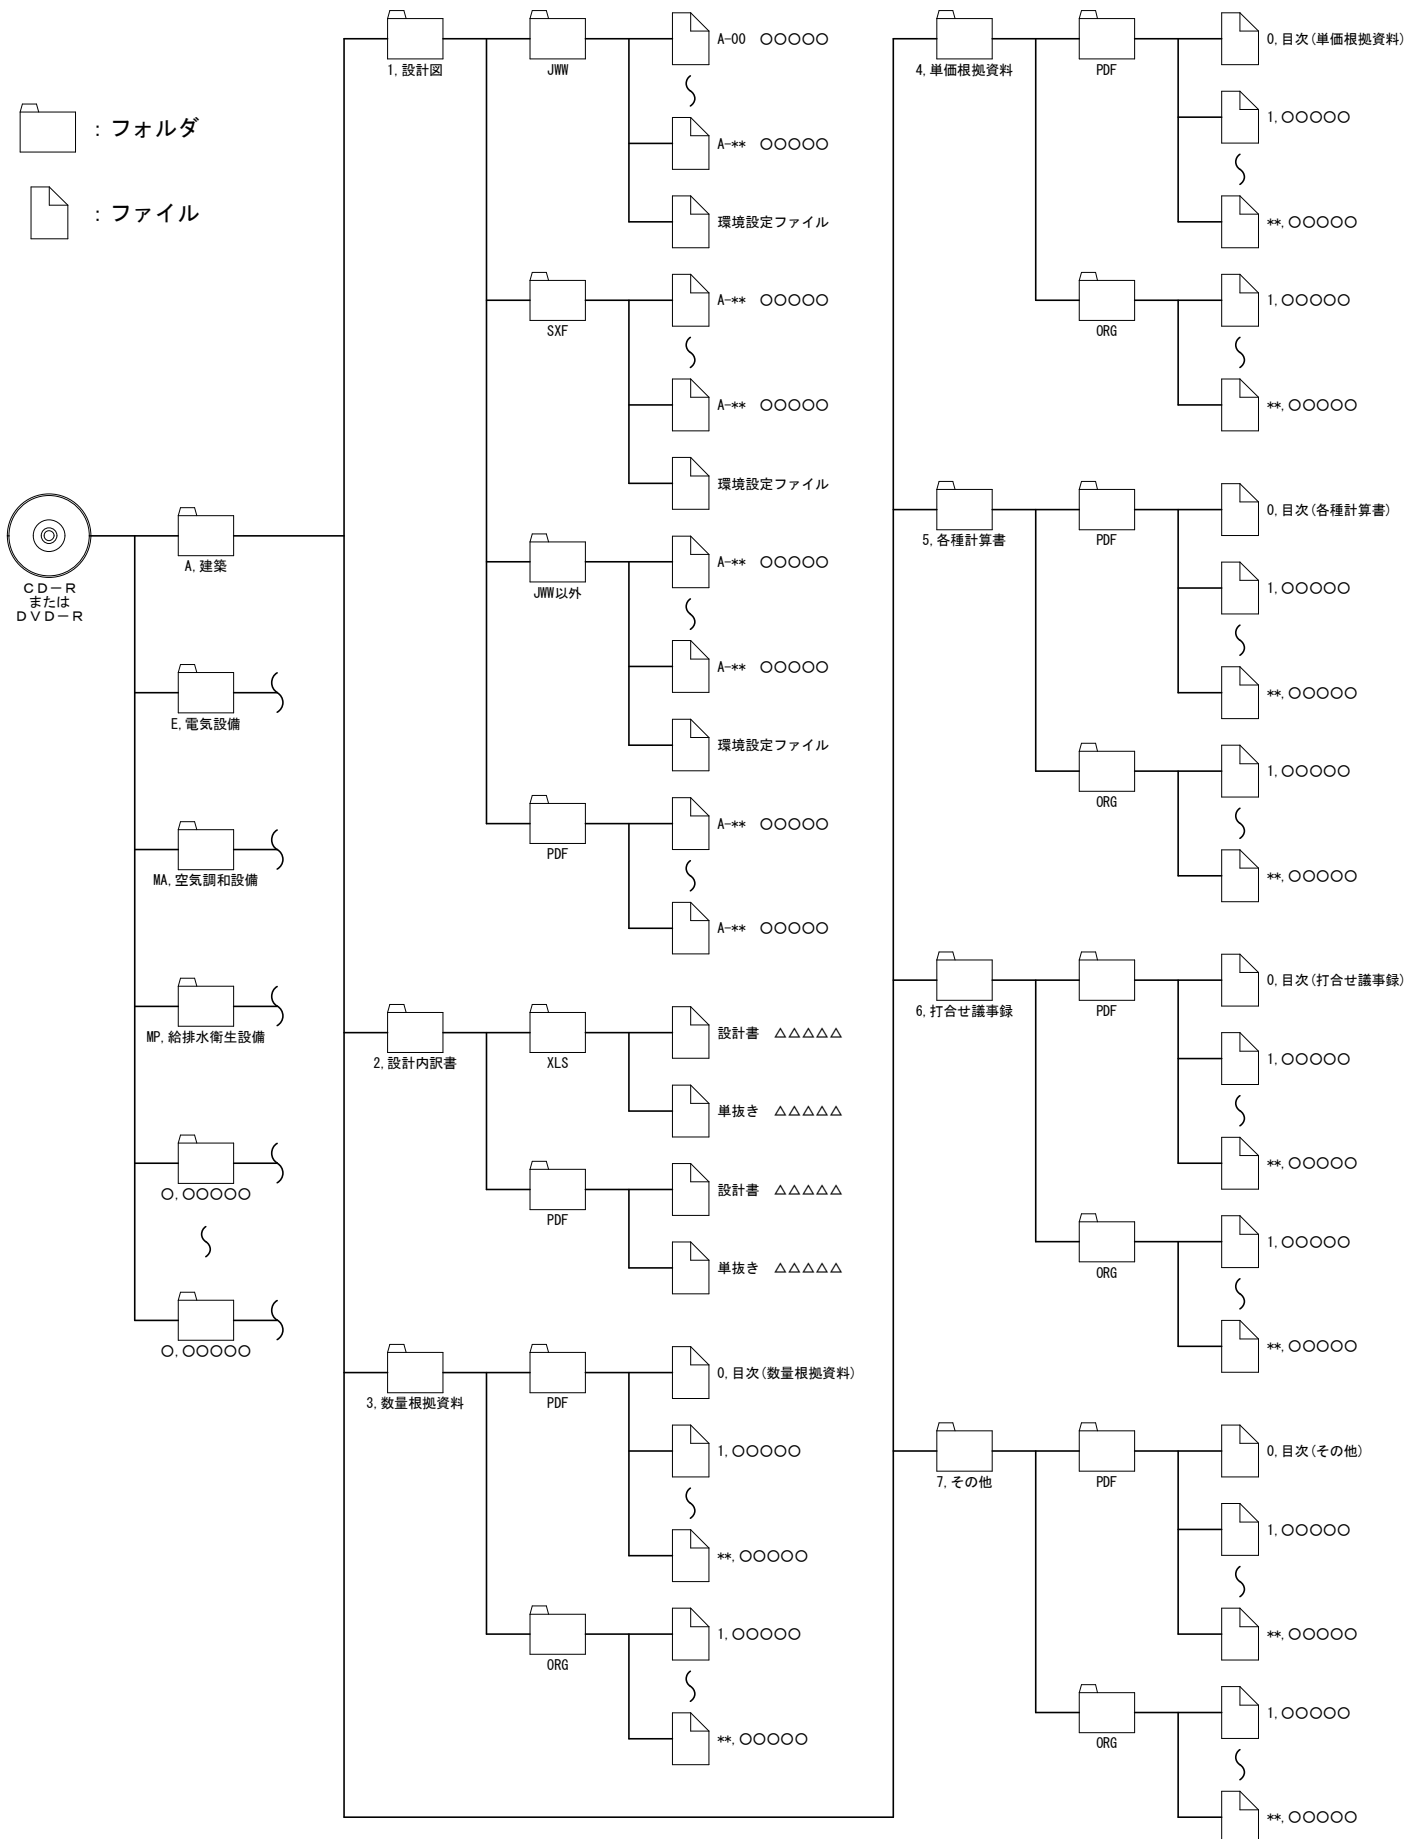 ：フォルダ
：ファイル
CD－R
または
DVD－R
A,建築
E,電気設備
MA,空気調和設備
MP,給排水衛生設備
○,○○○○○
○,○○○○○
1,設計図
JWW
A-00　○○○○○
A-**　○○○○○
環境設定ファイル
SXF
A-**　○○○○○
A-**　○○○○○
環境設定ファイル
JWW以外
A-**　○○○○○
A-**　○○○○○
環境設定ファイル
PDF
A-**　○○○○○
A-**　○○○○○
2,設計内訳書
XLS
設計書　△△△△△
単抜き　△△△△△
PDF
設計書　△△△△△
単抜き　△△△△△
3,数量根拠資料
PDF
0,目次(数量根拠資料)
1,○○○○○
**,○○○○○
ORG
1,○○○○○
**,○○○○○
4,単価根拠資料
PDF
0,目次(単価根拠資料)
1,○○○○○
**,○○○○○
ORG
1,○○○○○
**,○○○○○
5,各種計算書
PDF
0,目次(各種計算書)
1,○○○○○
**,○○○○○
ORG
1,○○○○○
**,○○○○○
6,打合せ議事録
PDF
0,目次(打合せ議事録)
1,○○○○○
**,○○○○○
ORG
1,○○○○○
**,○○○○○
7,その他
PDF
0,目次(その他)
1,○○○○○
**,○○○○○
ORG
1,○○○○○
**,○○○○○